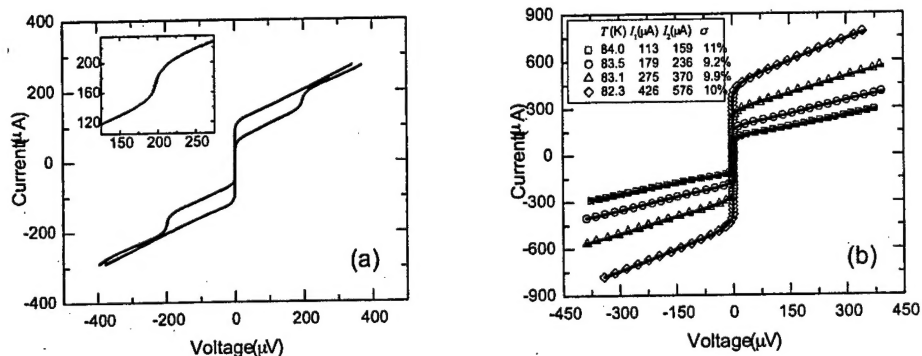 400
200
0
-200
-400
Current(μA)
-400 -200 0 200 400
Voltage(μV)
200
160
120
150 200 250
(a)
900
600
300
0
-300
-600
-900
Current(μA)
-450 -300 -150 0 150 300 450
Voltage(μV)
T (K) I₁(μA) I₂(μA) σ
84.0 113 159 11%
83.5 179 236 9.2%
83.1 275 370 9.9%
82.3 426 576 10%
(b)